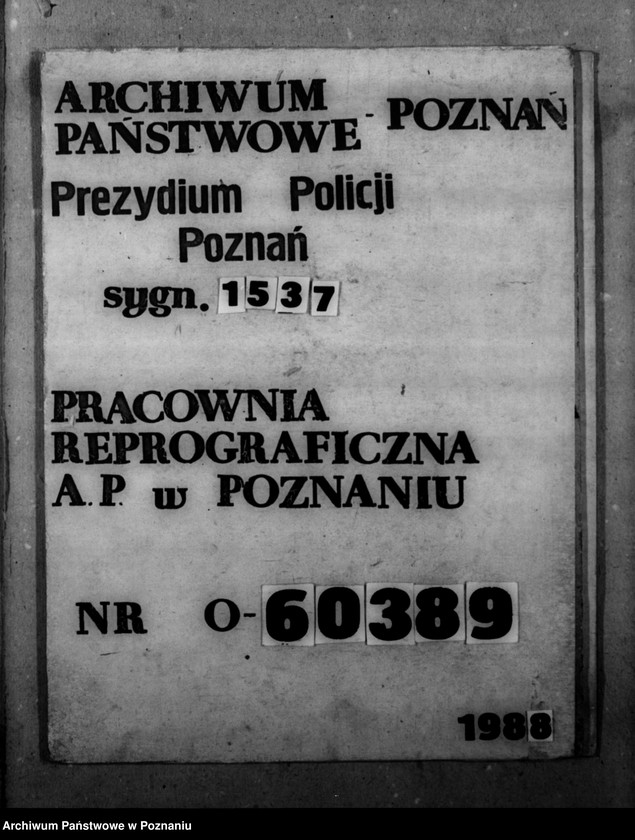 ARCHIWUM
PAŃSTWOWE - POZNAŃ
Prezydium Policji
Poznań
sygn. 1537
PRACOWNIA
REPROGRAFICZNA
A.P. w POZNANIU
NR O-60389
1988
Archiwum Państwowe w Poznaniu